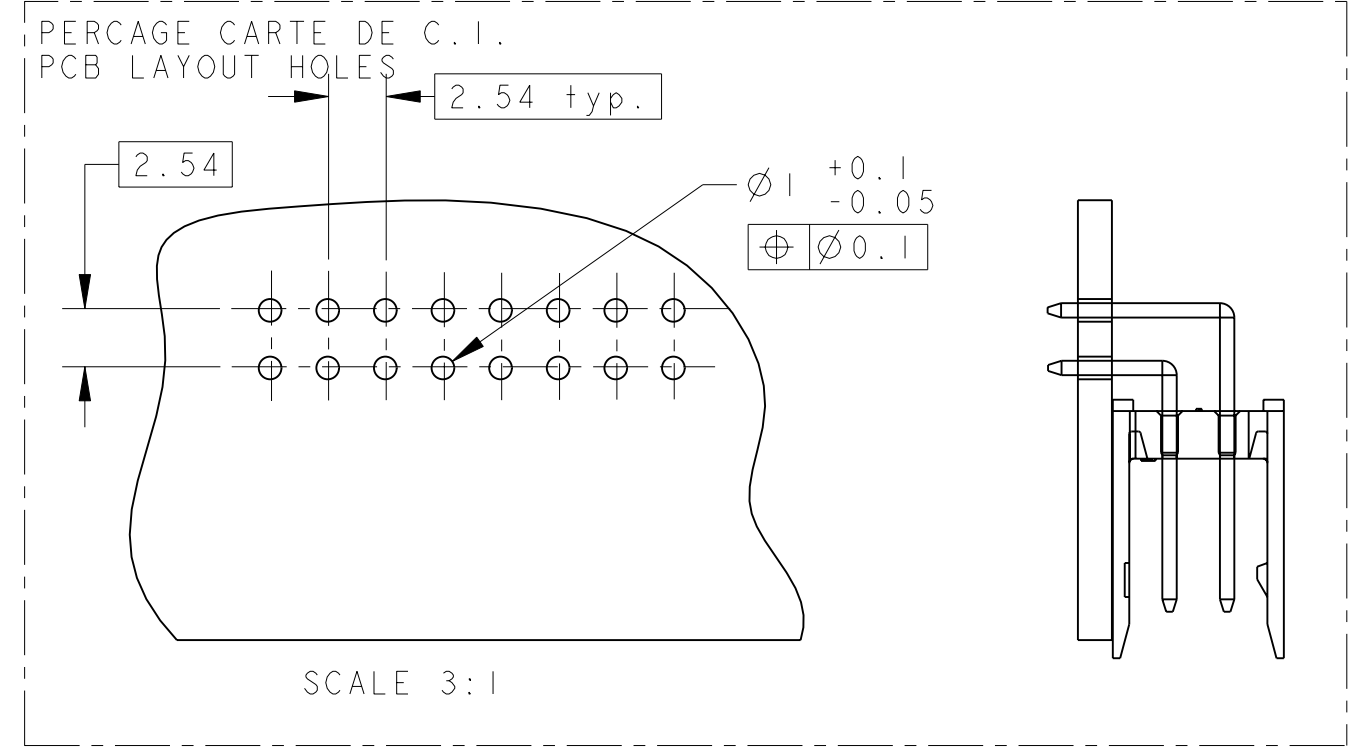 PERCAGE CARTE DE C.I.
PCB LAYOUT HOLES
2.54 typ.
2.54
Ø1 +0.1
-0.05
⌖ Ø0.1
SCALE 3:1